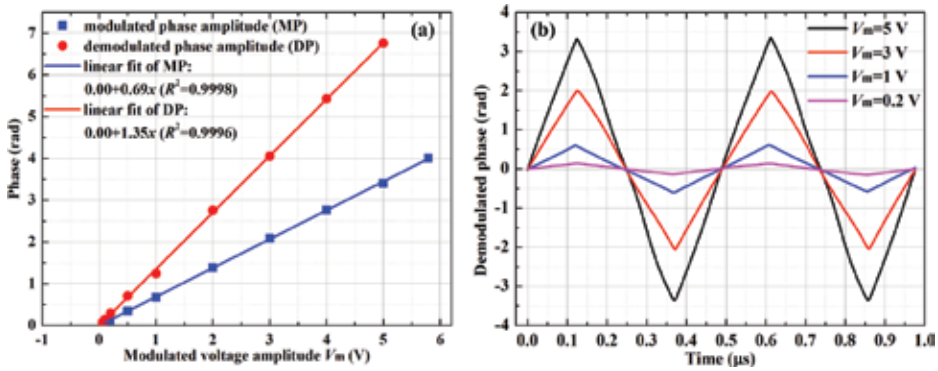 (a)
modulated phase amplitude (MP)
demodulated phase amplitude (DP)
linear fit of MP:
0.00+0.69x (R²=0.9998)
linear fit of DP:
0.00+1.35x (R²=0.9996)
Phase (rad)
7
6
5
4
3
2
1
0
-1 0 1 2 3 4 5 6
Modulated voltage amplitude Vm (V)
(b)
Vm=5 V
Vm=3 V
Vm=1 V
Vm=0.2 V
Demodulated phase (rad)
4
3
2
1
0
-1
-2
-3
-4
0.0 0.1 0.2 0.3 0.4 0.5 0.6 0.7 0.8 0.9 1.0
Time (μs)